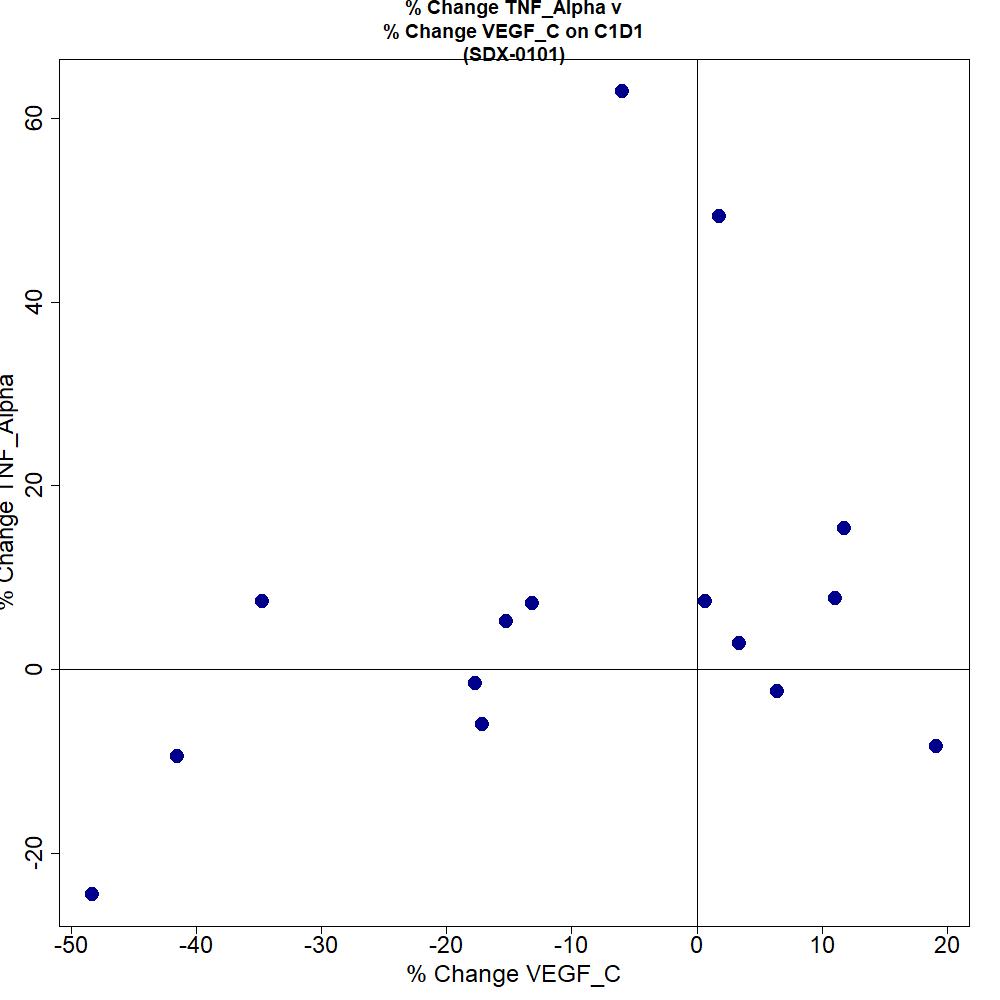 % Change TNF_Alpha v
% Change VEGF_C on C1D1
(SDX-0101)
% Change TNF_Alpha
60
40
20
0
-20
-50 -40 -30 -20 -10 0 10 20
% Change VEGF_C